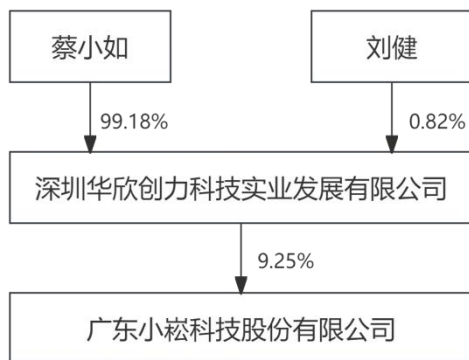 蔡小如
刘健
99.18%
0.82%
深圳华欣创力科技实业发展有限公司
9.25%
广东小崧科技股份有限公司